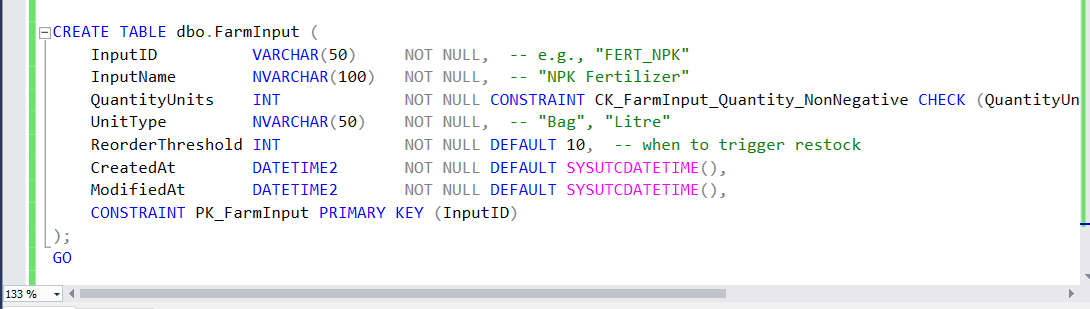 CREATE TABLE dbo.FarmInput (
InputID VARCHAR(50) NOT NULL, -- e.g., "FERT_NPK"
InputName NVARCHAR(100) NOT NULL, -- "NPK Fertilizer"
QuantityUnits INT NOT NULL CONSTRAINT CK_FarmInput_Quantity_NonNegative CHECK (QuantityUn
UnitType NVARCHAR(50) NOT NULL, -- "Bag", "Litre"
ReorderThreshold INT NOT NULL DEFAULT 10, -- when to trigger restock
CreatedAt DATETIME2 NOT NULL DEFAULT SYSUTCDATETIME(),
ModifiedAt DATETIME2 NOT NULL DEFAULT SYSUTCDATETIME(),
CONSTRAINT PK_FarmInput PRIMARY KEY (InputID)
);
GO
133 %